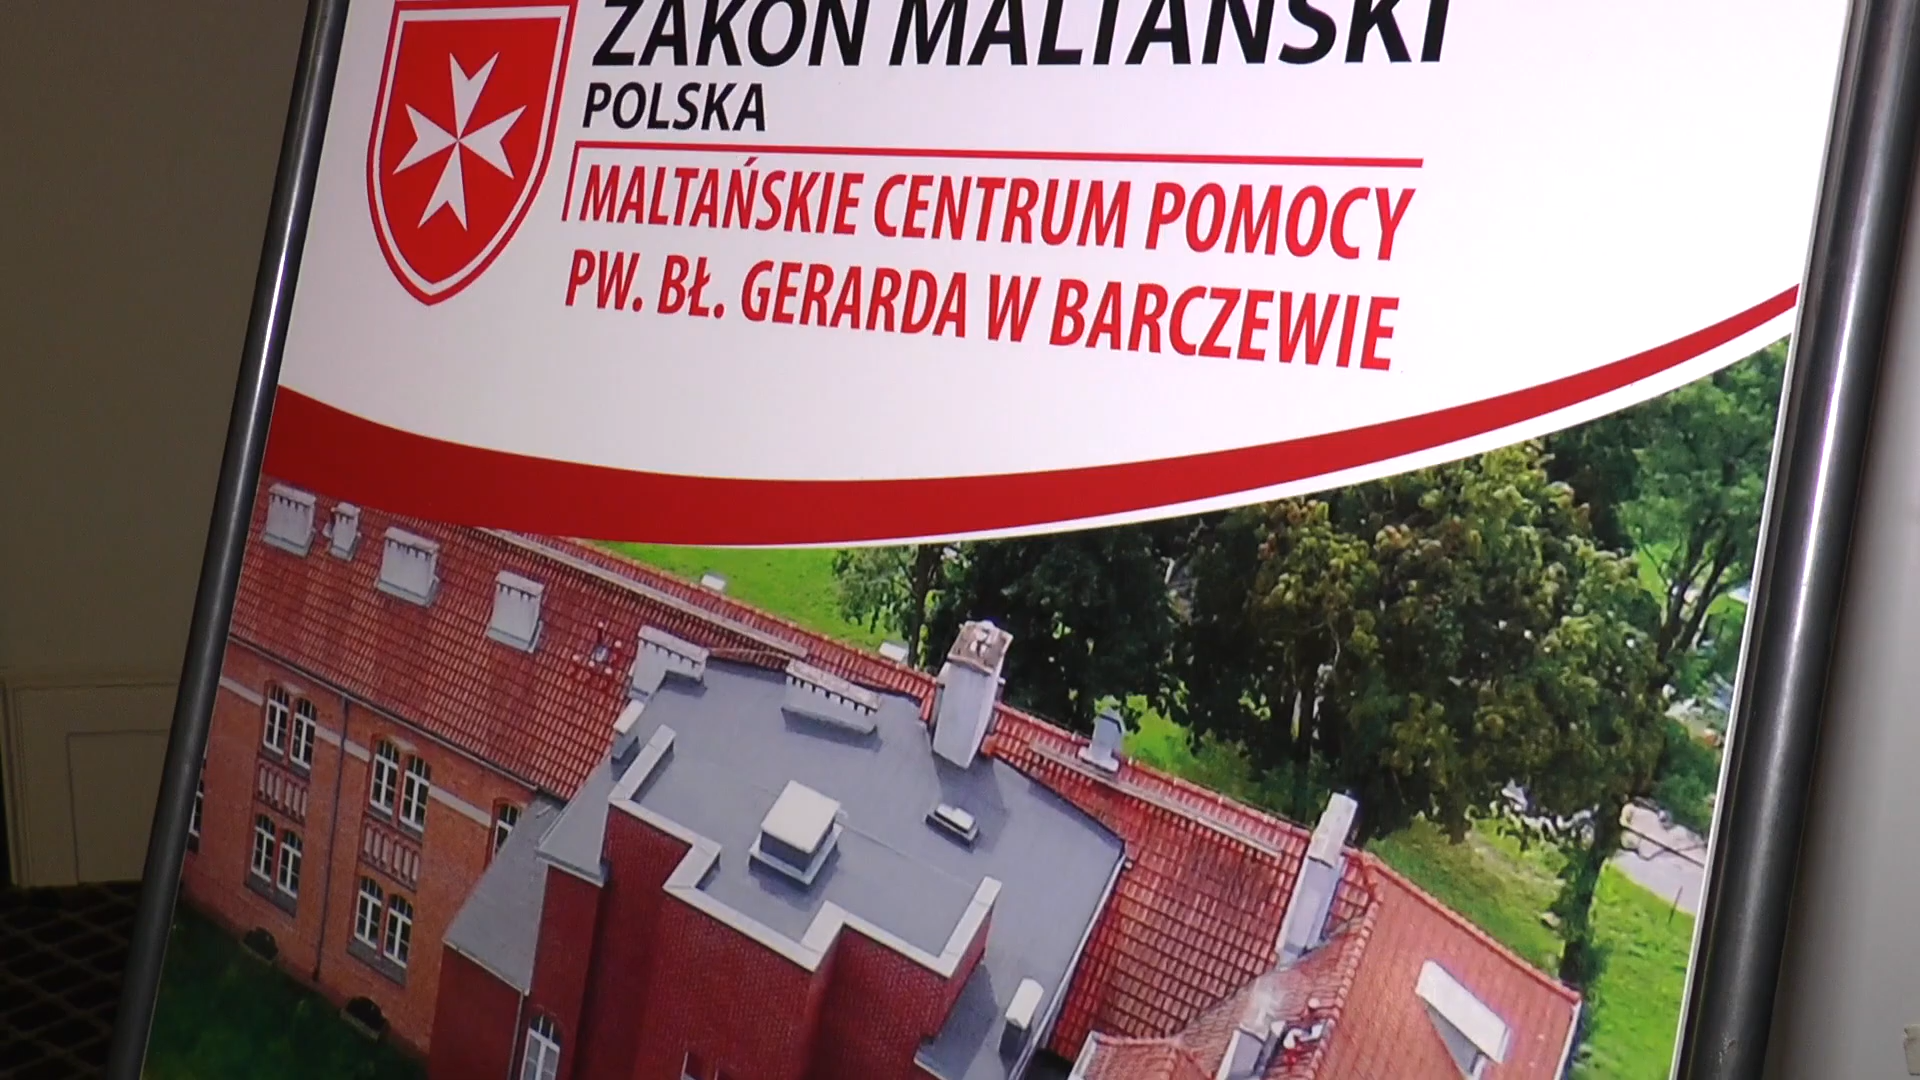 ZAKON MALTAŃSKI
POLSKA
MALTAŃSKIE CENTRUM POMOCY
PW. BŁ. GERARDA W BARCZEWIE